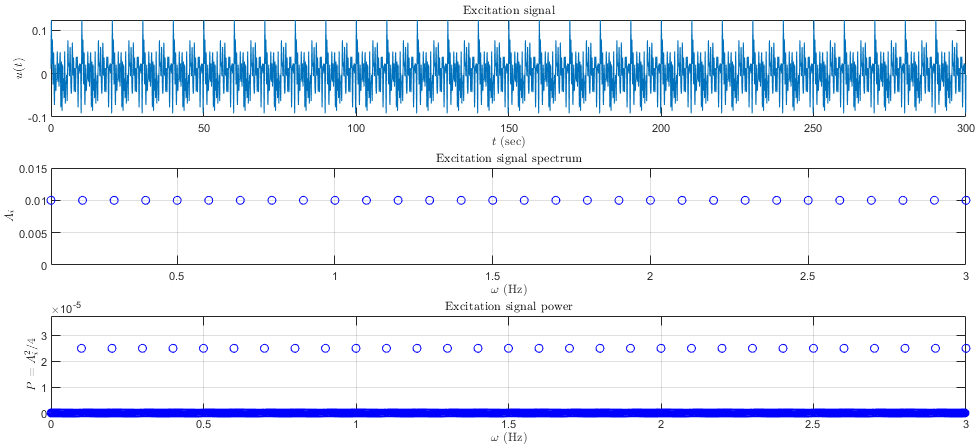 Excitation signal
0.1
0
-0.1
u(t)
0 50 100 150 200 250 300
t (sec)
Excitation signal spectrum
0.015
0.01
0.005
0
A_i
0.5 1 1.5 2 2.5 3
ω (Hz)
Excitation signal power
×10^-5
3
2
1
0
P = A_i^2/4
0 0.5 1 1.5 2 2.5 3
ω (Hz)